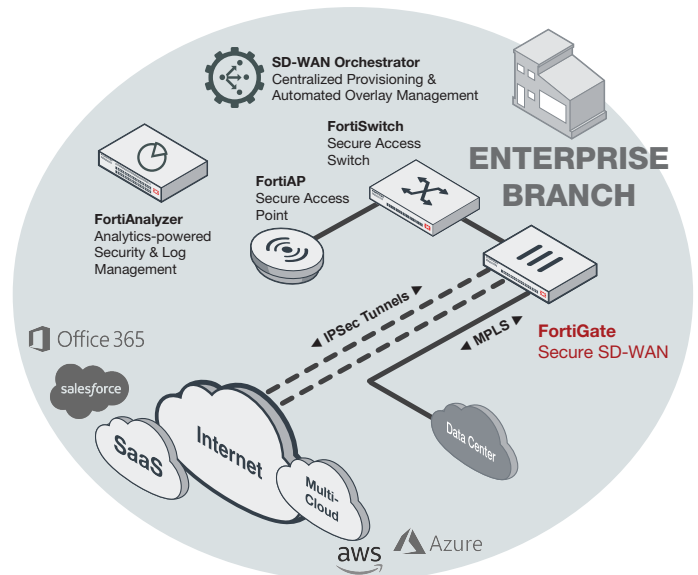 SD-WAN Orchestrator
Centralized Provisioning &
Automated Overlay Management
FortiSwitch
Secure Access
Switch
ENTERPRISE
BRANCH
FortiAP
Secure Access
Point
FortiAnalyzer
Analytics-powered
Security & Log
Management
◄ IPSec Tunnels ►
◄ MPLS ►
FortiGate
Secure SD-WAN
Office 365
salesforce
SaaS
Internet
Multi-
Cloud
Data Center
aws
Azure